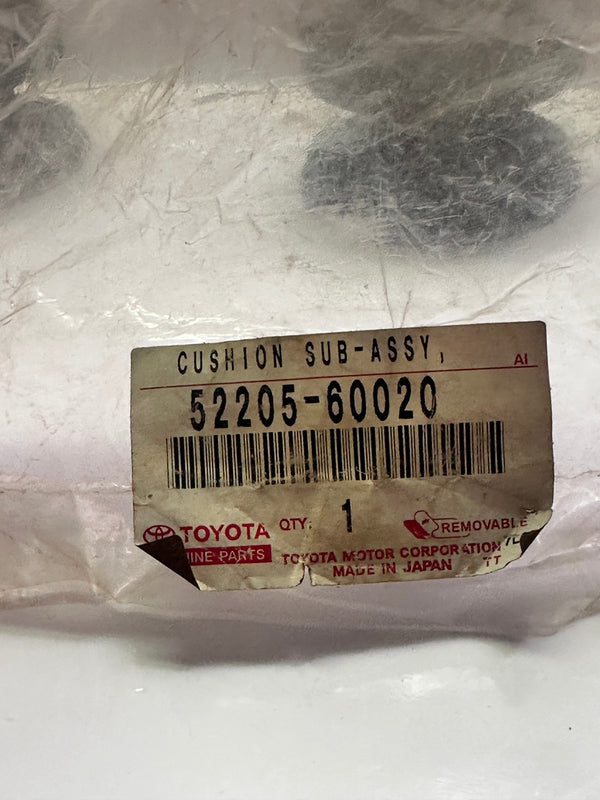 CUSHION SUB-ASSY,
AI
52205-60020
TOYOTA QTY: 1 REMOVABLE
INE PARTS TOYOTA MOTOR CORPORATION
MADE IN JAPAN